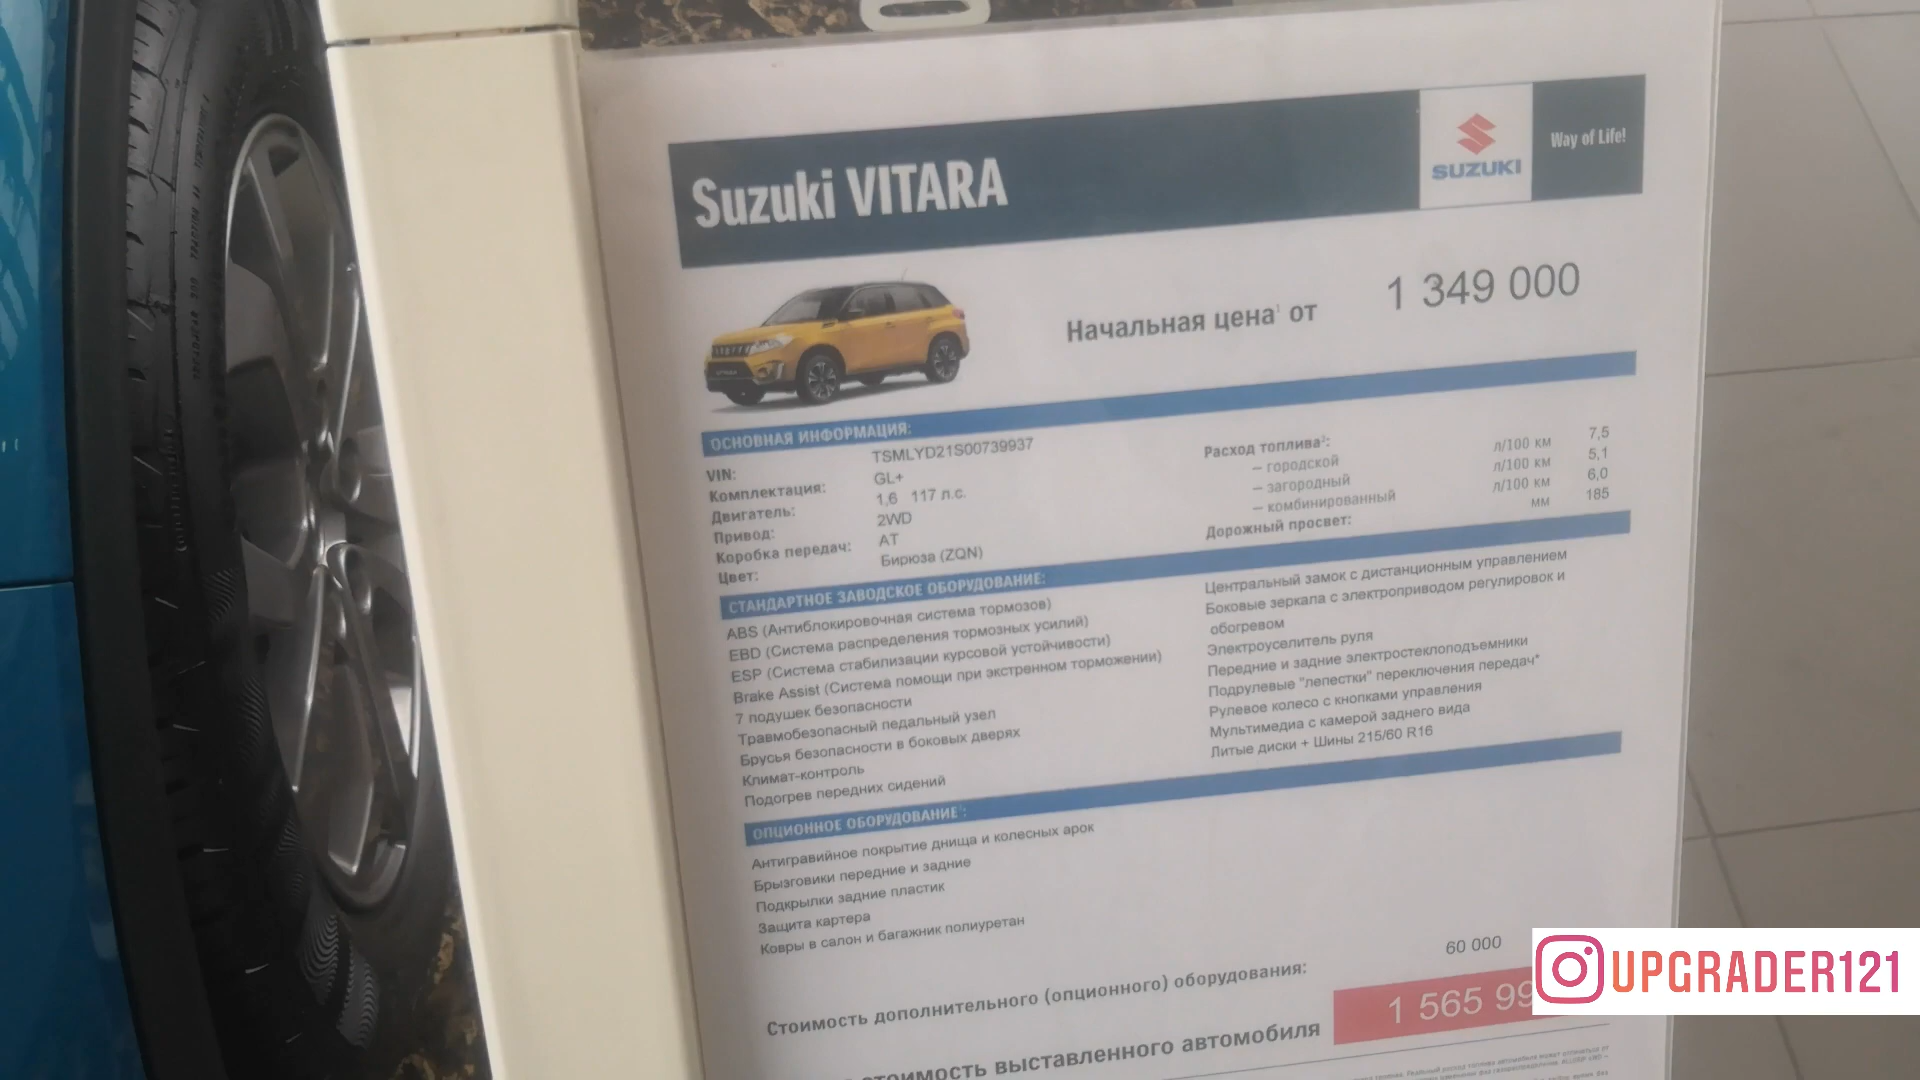 Suzuki VITARA
SUZUKI
Way of Life!
Начальная цена¹ от 1 349 000
ОСНОВНАЯ ИНФОРМАЦИЯ:
VIN: TSMLYD21S00739937
Комплектация: GL+
Двигатель: 1,6 117 л.с.
Привод: 2WD
Коробка передач: AT
Цвет: Бирюза (ZQN)
Расход топлива²:
– городской л/100 км 7,5
– загородный л/100 км 5,1
– комбинированный л/100 км 6,0
Дорожный просвет: мм 185
СТАНДАРТНОЕ ЗАВОДСКОЕ ОБОРУДОВАНИЕ:
ABS (Антиблокировочная система тормозов)
EBD (Система распределения тормозных усилий)
ESP (Система стабилизации курсовой устойчивости)
Brake Assist (Система помощи при экстренном торможении)
7 подушек безопасности
Травмобезопасный педальный узел
Брусья безопасности в боковых дверях
Климат-контроль
Подогрев передних сидений
Центральный замок с дистанционным управлением
Боковые зеркала с электроприводом регулировок и
обогревом
Электроуселитель руля
Передние и задние электростеклоподъемники
Подрулевые "лепестки" переключения передач*
Рулевое колесо с кнопками управления
Мультимедиа с камерой заднего вида
Литые диски + Шины 215/60 R16
ОПЦИОННОЕ ОБОРУДОВАНИЕ:
Антигравийное покрытие днища и колесных арок
Брызговики передние и задние
Подкрылки задние пластик
Защита картера
Ковры в салон и багажник полиуретан
Стоимость дополнительного (опционного) оборудования: 60 000
выставленного автомобиля 1 565 99
UPGRADER121